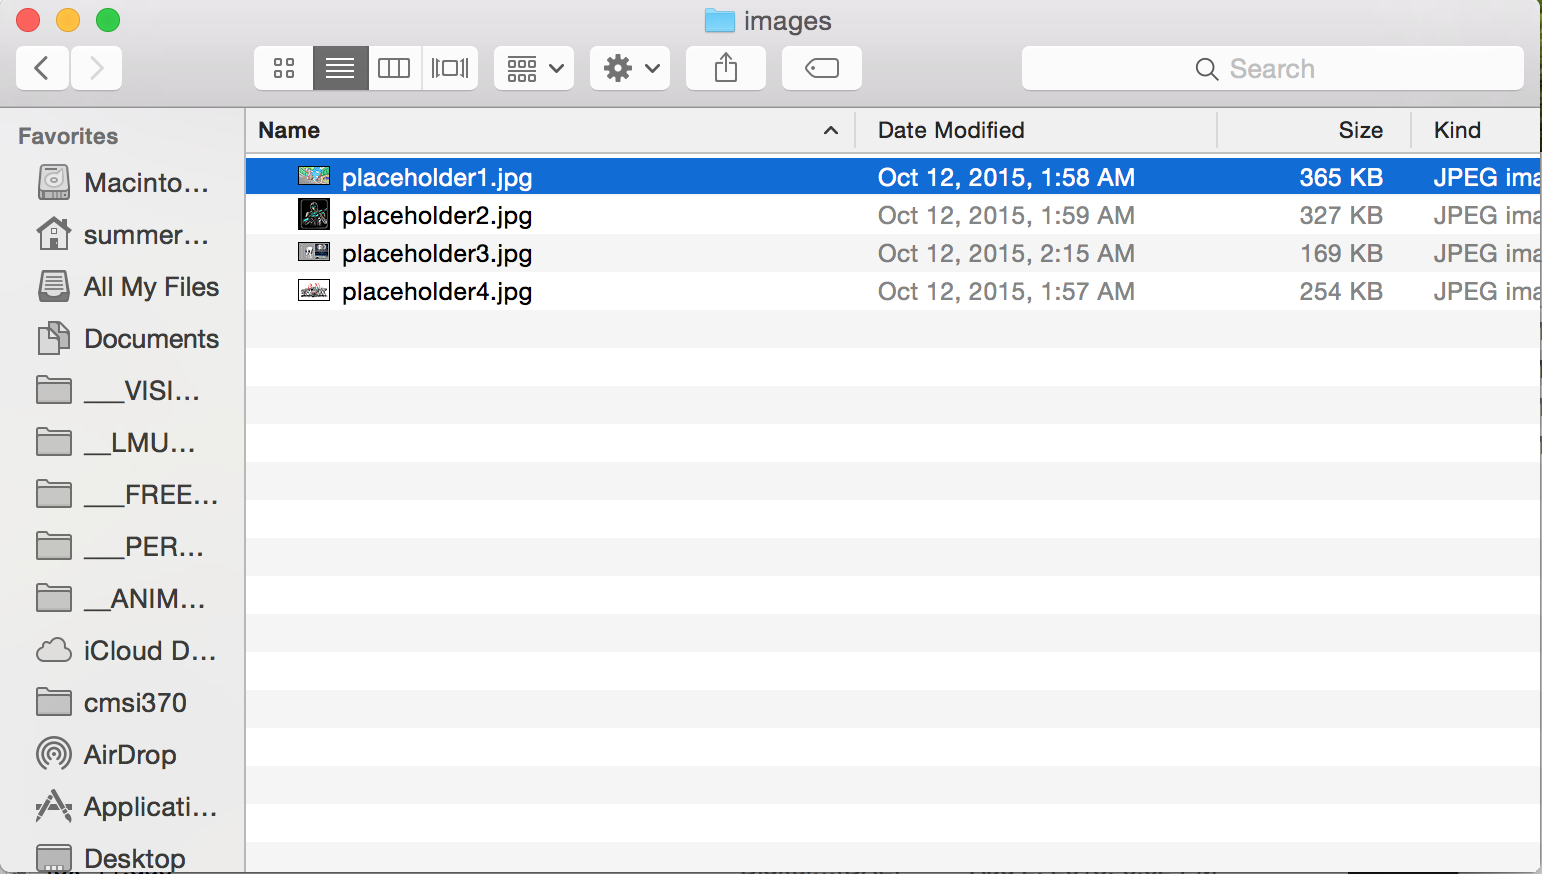 images
Search
Favorites
Macinto...
summer...
All My Files
Documents
___VISI...
__LMU...
___FREE...
___PER...
__ANIM...
iCloud D...
cmsi370
AirDrop
Applicati...
Desktop
Name Date Modified Size Kind
placeholder1.jpg Oct 12, 2015, 1:58 AM 365 KB JPEG ima
placeholder2.jpg Oct 12, 2015, 1:59 AM 327 KB JPEG ima
placeholder3.jpg Oct 12, 2015, 2:15 AM 169 KB JPEG ima
placeholder4.jpg Oct 12, 2015, 1:57 AM 254 KB JPEG ima